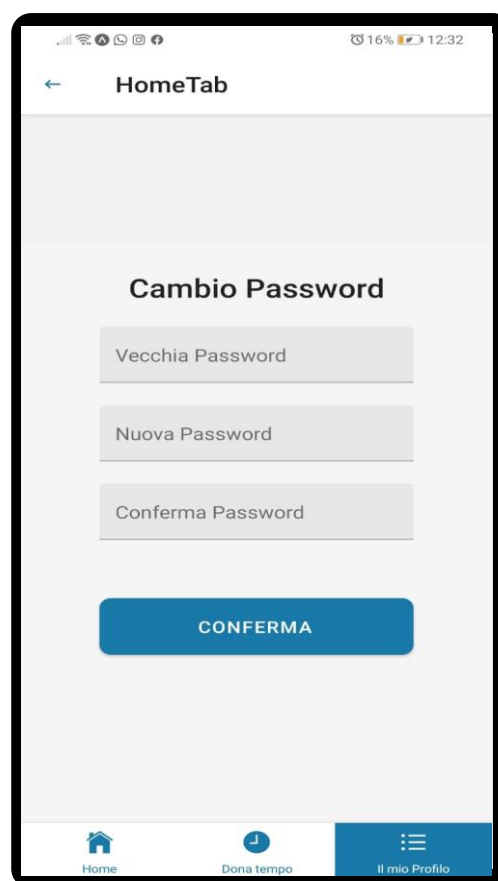 16% 12:32
HomeTab
Cambio Password
Vecchia Password
Nuova Password
Conferma Password
CONFERMA
Home Dona tempo Il mio Profilo